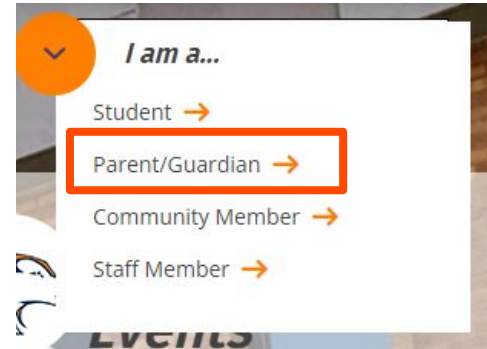 I am a...
Student →
Parent/Guardian →
Community Member →
Staff Member →
Events